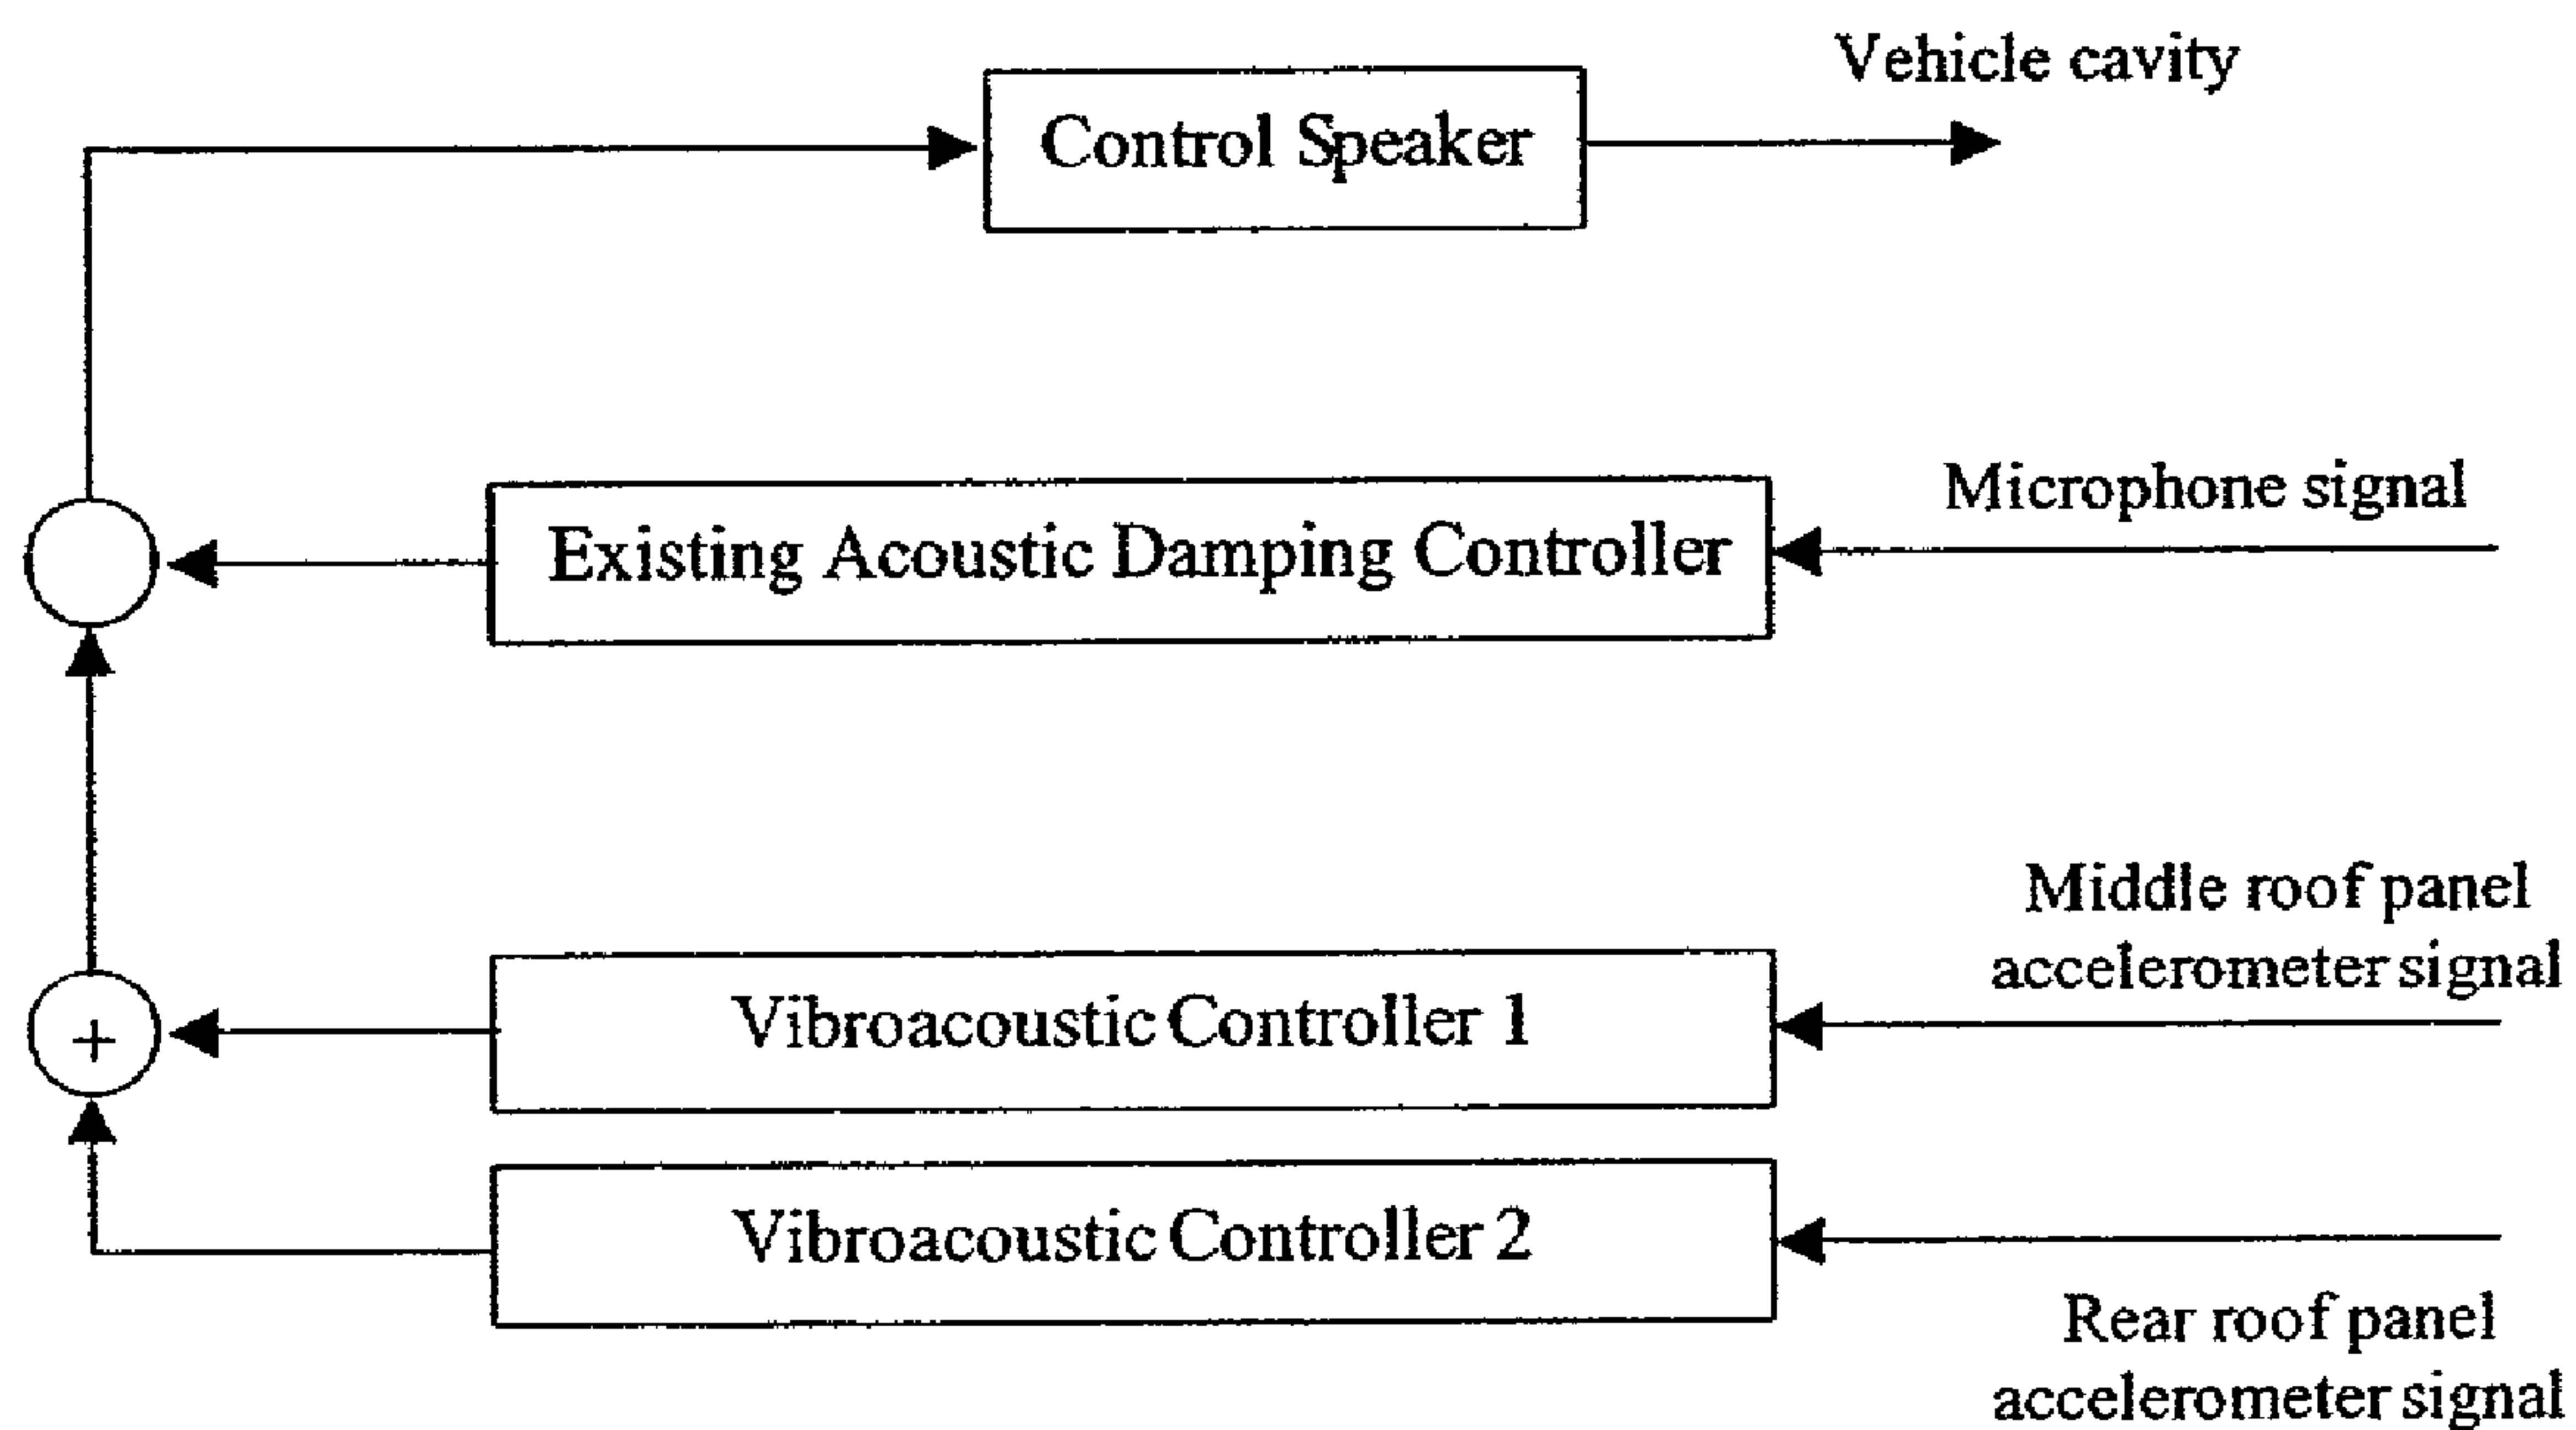 Vehicle cavity
Control Speaker
Microphone signal
Existing Acoustic Damping Controller
Middle roof panel
accelerometer signal
+
Vibroacoustic Controller 1
Vibroacoustic Controller 2
Rear roof panel
accelerometer signal